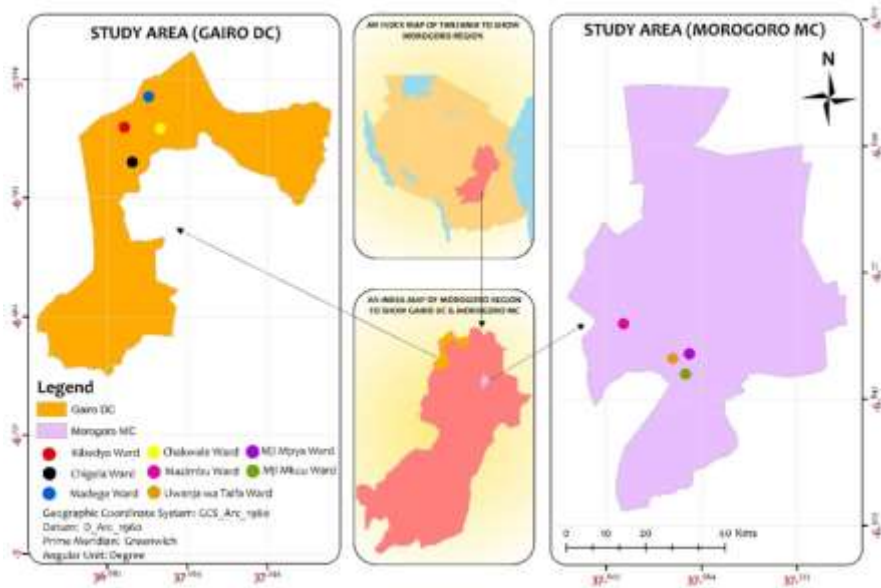 STUDY AREA (GAIRO DC)
AN INDEX MAP OF TANZANIA TO SHOW
MOROGORO REGION
STUDY AREA (MOROGORO MC)
N
AN INDEX MAP OF MOROGORO REGION
TO SHOW GAIRO DC & MOROGORO MC
Legend
Gairo DC
Morogoro MC
Kibedya Ward
Chakwale Ward
Mji Mpya Ward
Chigela Ward
Mazimbu Ward
Mji Mkuu Ward
Madege Ward
Uwanja wa Taifa Ward
Geographic Coordinate System: GCS_Arc_1960
Datum: D_Arc_1960
Prime Meridian: Greenwich
Angular Unit: Degree
0 10 20 40 Kms